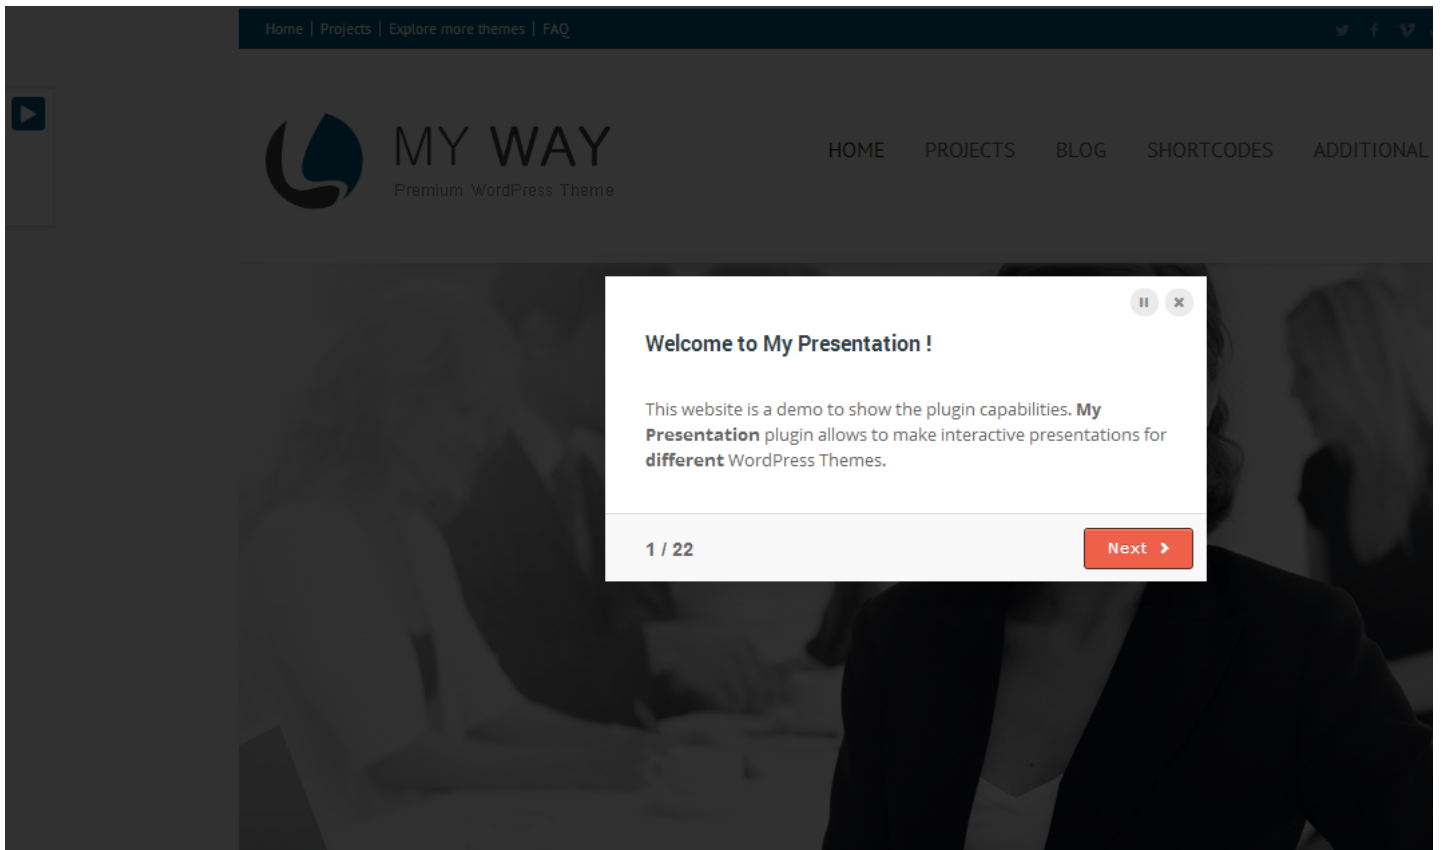 Home | Projects | Explore more themes | FAQ
MY WAY
Premium WordPress Theme
HOME PROJECTS BLOG SHORTCODES ADDITIONAL
Welcome to My Presentation !
This website is a demo to show the plugin capabilities. My
Presentation plugin allows to make interactive presentations for
different WordPress Themes.
1 / 22
Next